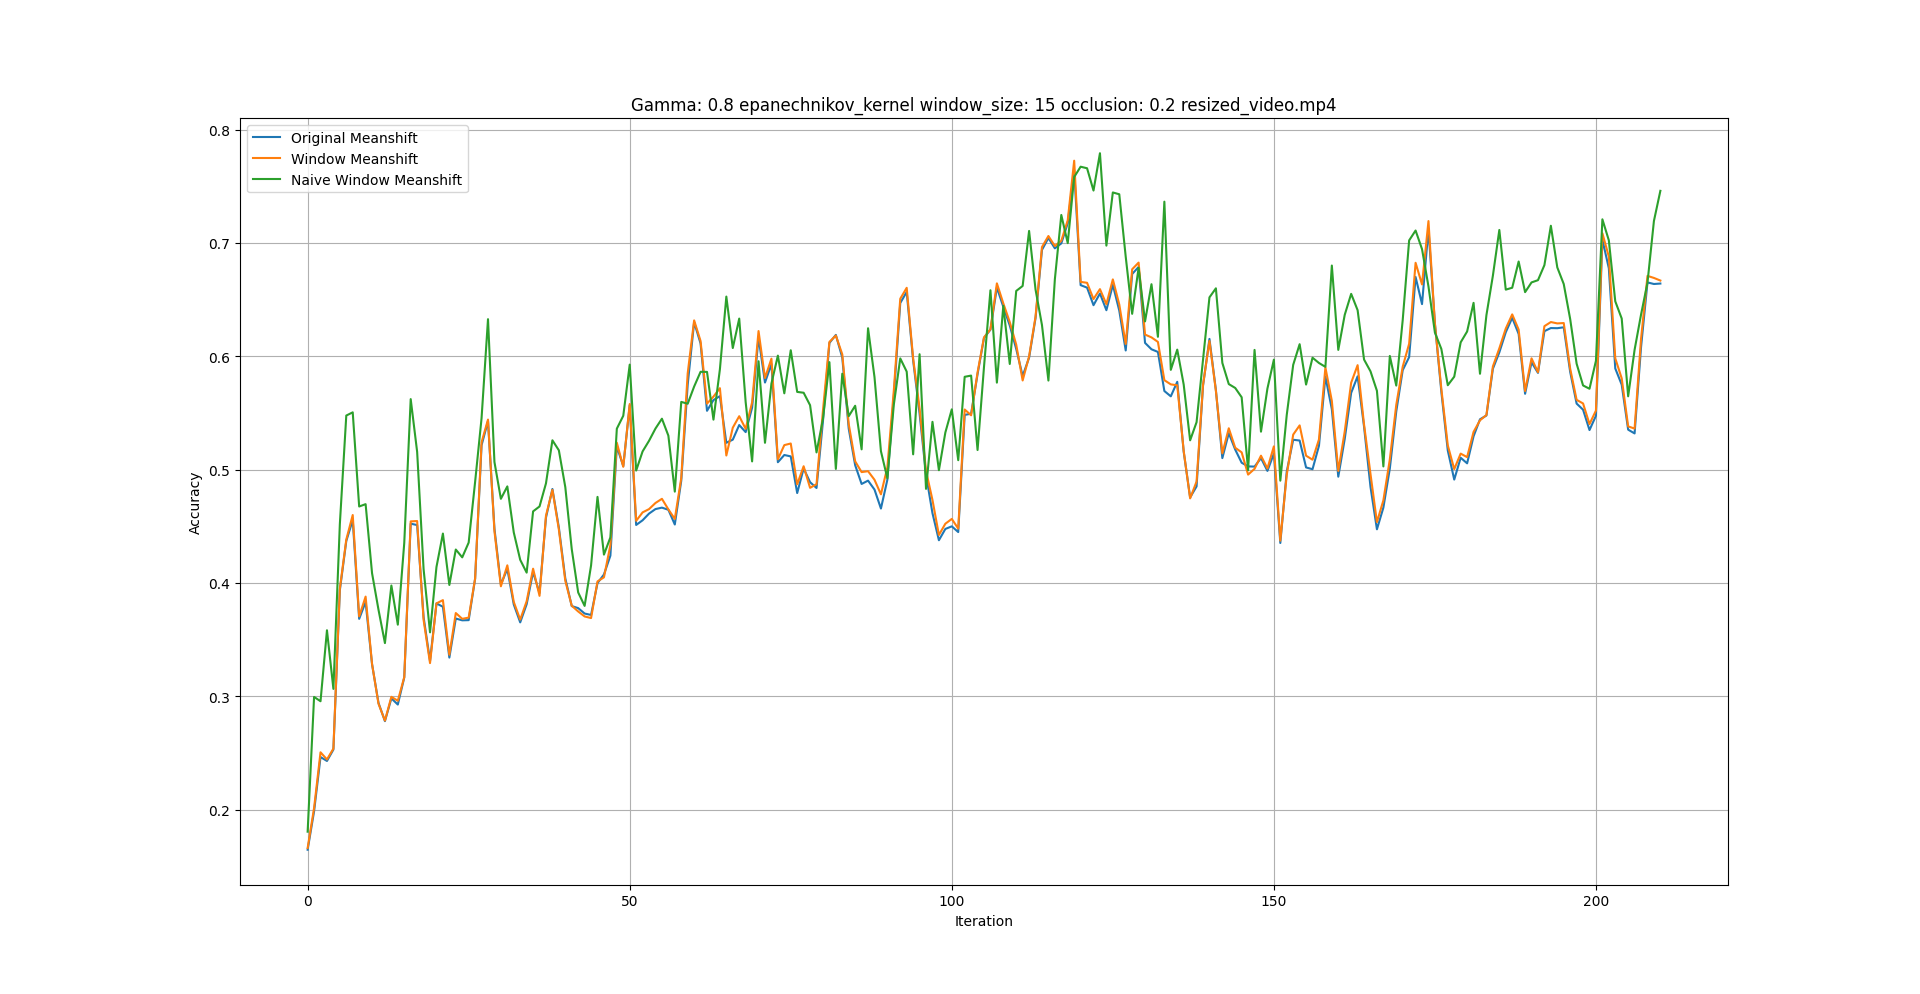 Gamma: 0.8 epanechnikov_kernel window_size: 15 occlusion: 0.2 resized_video.mp4
Original Meanshift
Window Meanshift
Naive Window Meanshift
Accuracy
0.8
0.7
0.6
0.5
0.4
0.3
0.2
0 50 100 150 200
Iteration